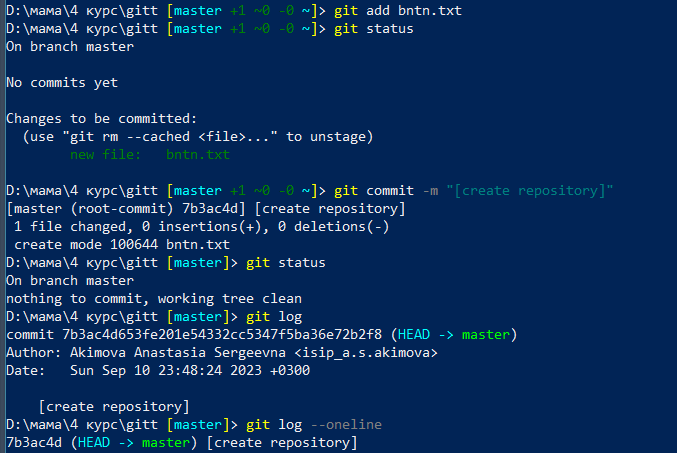 D:\мама\4 курс\gitt [master +1 ~0 -0 ~]> git add bntn.txt
D:\мама\4 курс\gitt [master +1 ~0 -0 ~]> git status
On branch master
No commits yet
Changes to be committed:
  (use "git rm --cached <file>..." to unstage)
        new file:   bntn.txt
D:\мама\4 курс\gitt [master +1 ~0 -0 ~]> git commit -m "[create repository]"
[master (root-commit) 7b3ac4d] [create repository]
 1 file changed, 0 insertions(+), 0 deletions(-)
 create mode 100644 bntn.txt
D:\мама\4 курс\gitt [master]> git status
On branch master
nothing to commit, working tree clean
D:\мама\4 курс\gitt [master]> git log
commit 7b3ac4d653fe201e54332cc5347f5ba36e72b2f8 (HEAD -> master)
Author: Akimova Anastasia Sergeevna <isip_a.s.akimova>
Date:   Sun Sep 10 23:48:24 2023 +0300
    [create repository]
D:\мама\4 курс\gitt [master]> git log --oneline
7b3ac4d (HEAD -> master) [create repository]